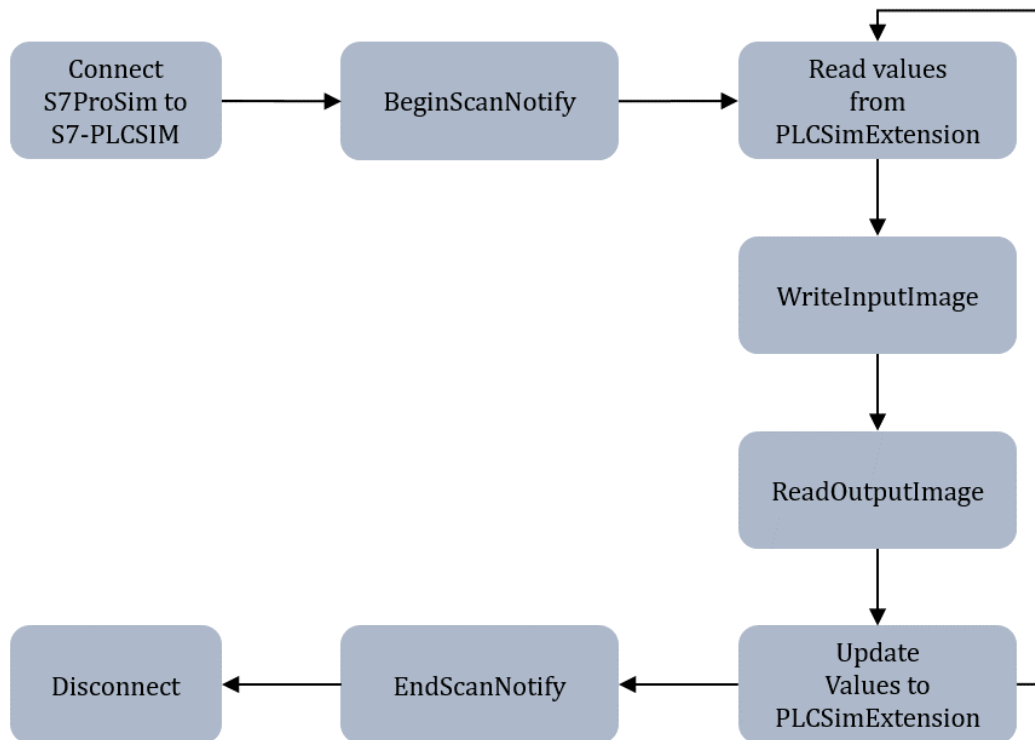 Connect
S7ProSim to
S7-PLCSIM
BeginScanNotify
Read values
from
PLCSimExtension
WriteInputImage
ReadOutputImage
Update
Values to
PLCSimExtension
EndScanNotify
Disconnect